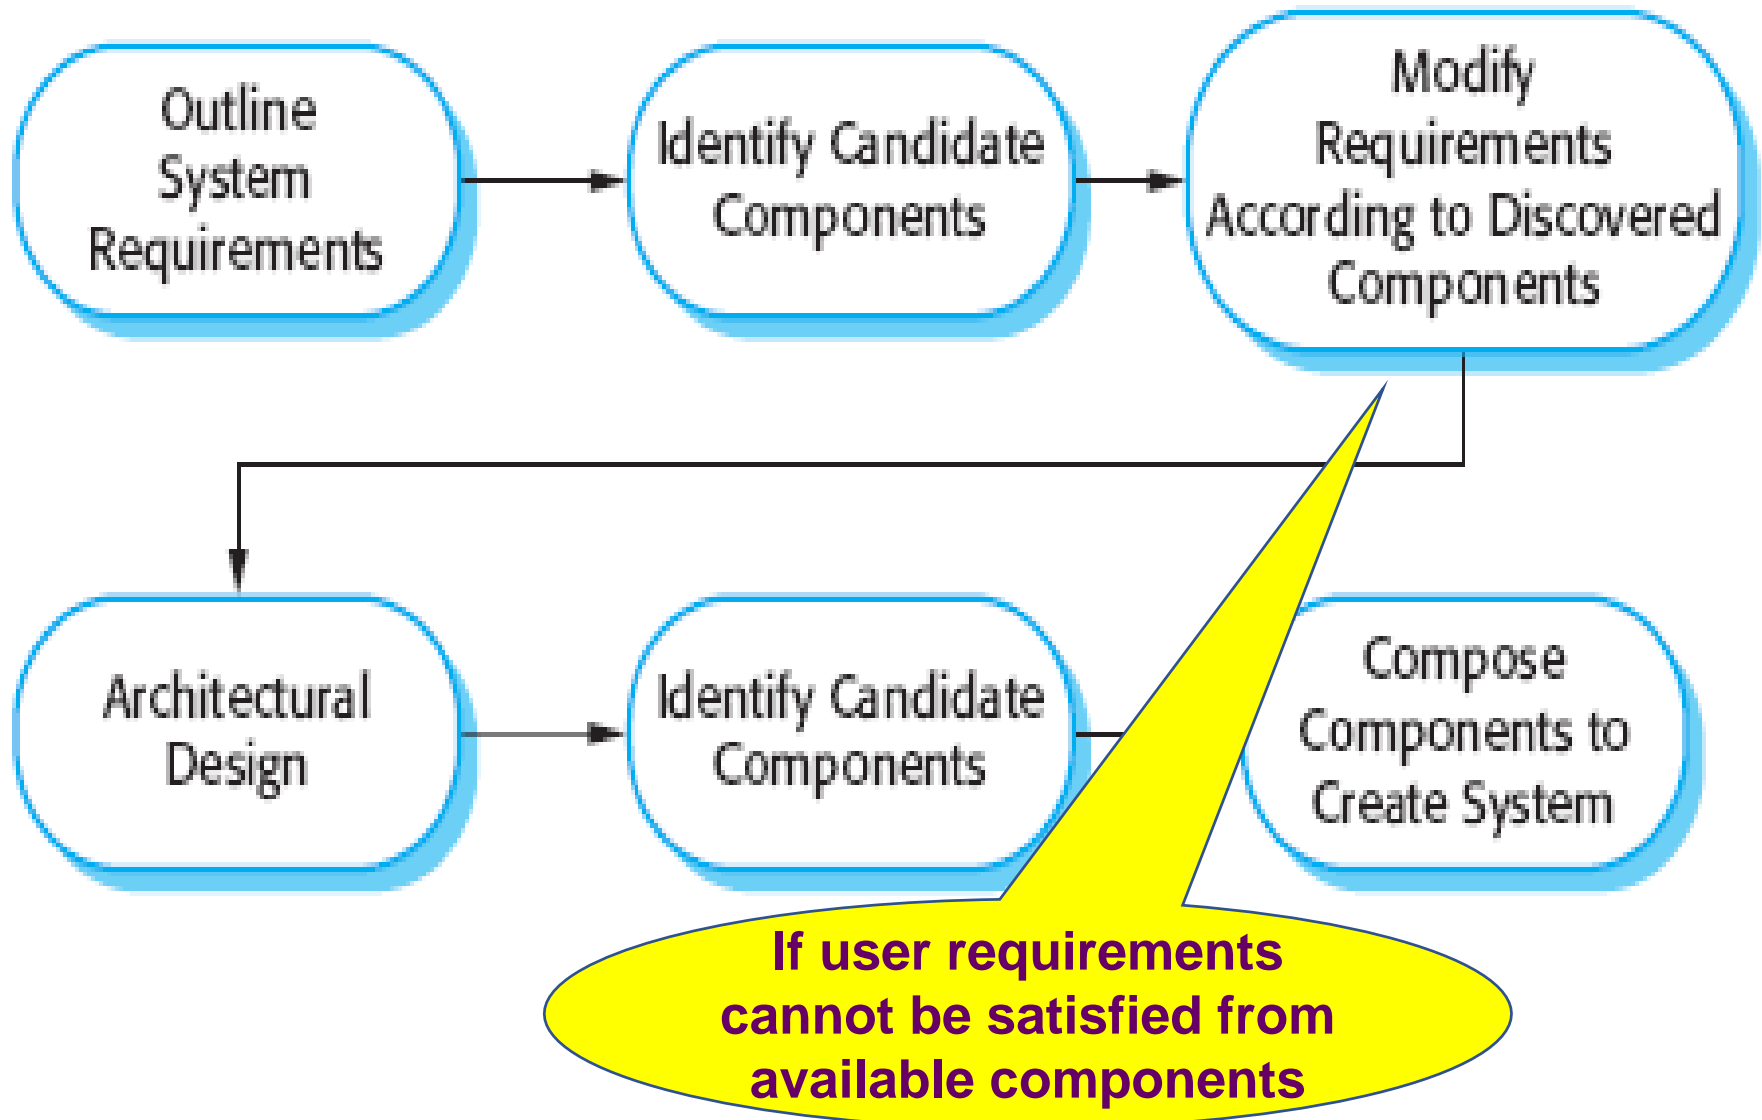 Outline
System
Requirements
Identify Candidate
Components
Modify
Requirements
According to Discovered
Components
Architectural
Design
Identify Candidate
Components
Compose
Components to
Create System
If user requirements
cannot be satisfied from
available components